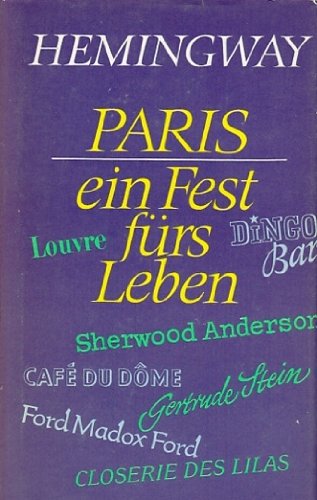 HEMINGWAY
PARIS
ein Fest
fürs
Leben
Louvre
DINGO
Bar
Sherwood Anderson
CAFÉ DU DÔME
Gertrude Stein
Ford Madox Ford
CLOSERIE DES LILAS